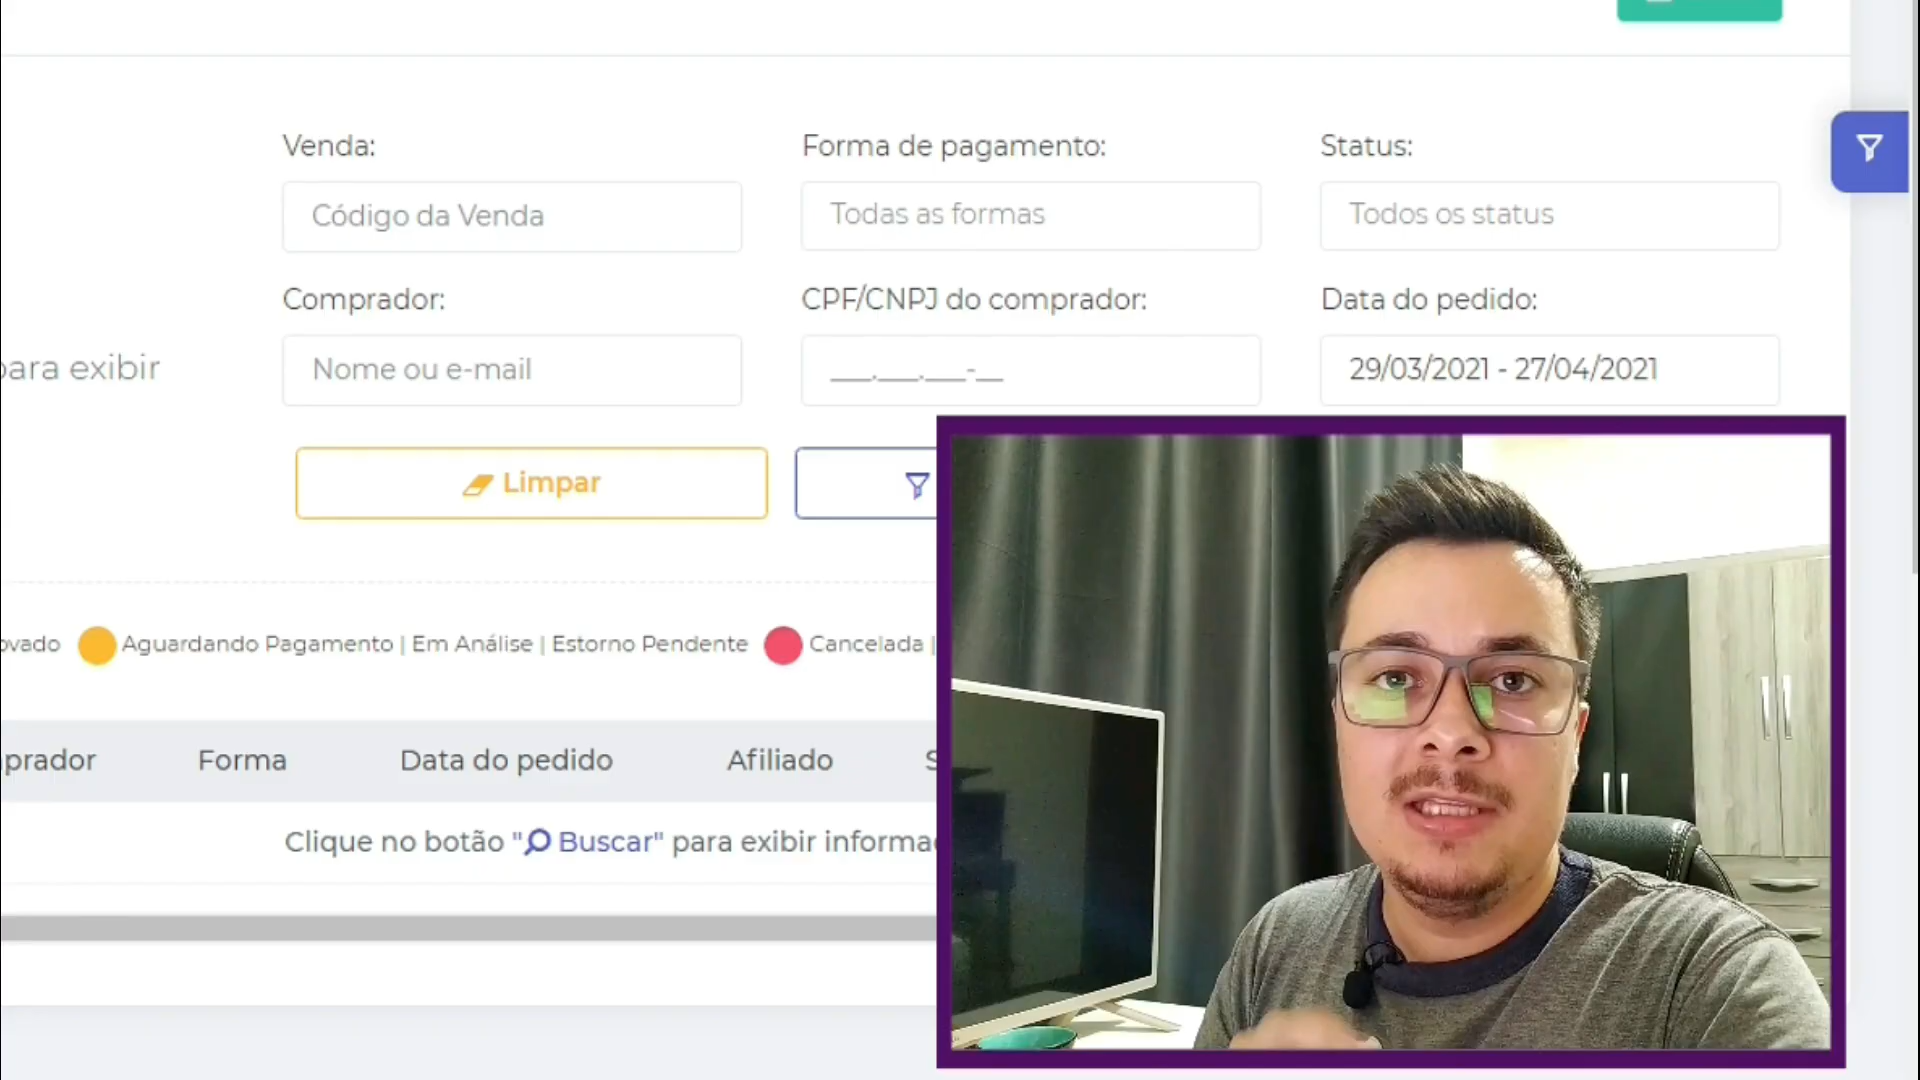 Venda:
Forma de pagamento:
Status:
Código da Venda
Todas as formas
Todos os status
Comprador:
CPF/CNPJ do comprador:
Data do pedido:
para exibir
Nome ou e-mail
___.___.___-__
29/03/2021 - 27/04/2021
Limpar
ovado
Aguardando Pagamento | Em Análise | Estorno Pendente
Cancelada |
prador
Forma
Data do pedido
Afiliado
S
Clique no botão "Buscar" para exibir informa